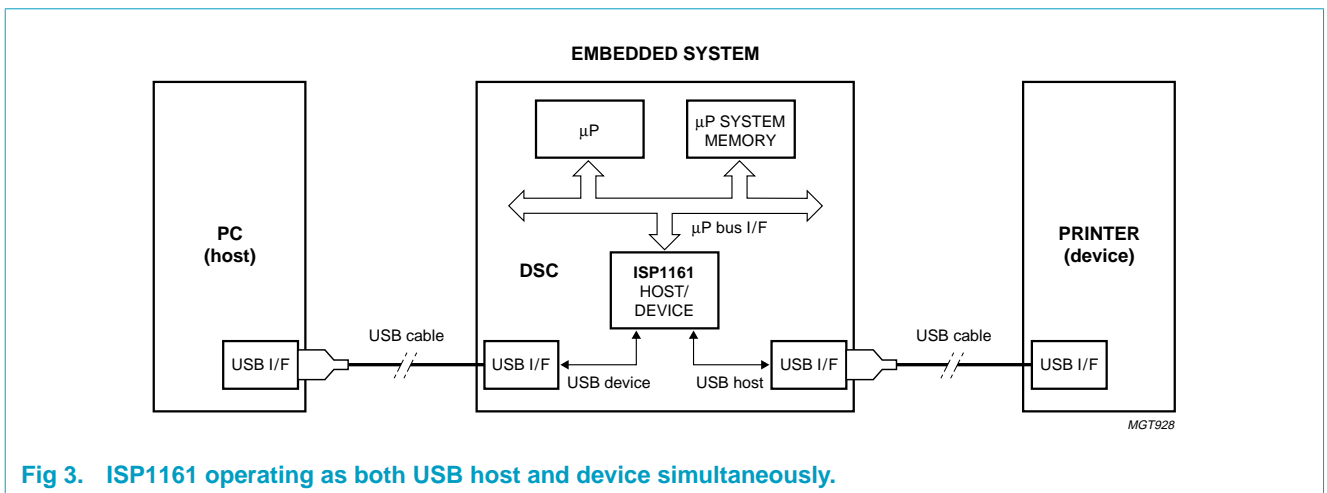 EMBEDDED SYSTEM
PC
(host)
USB I/F
USB cable
μP
μP SYSTEM
MEMORY
μP bus I/F
DSC
ISP1161
HOST/
DEVICE
USB I/F
USB device
USB host
USB I/F
USB cable
PRINTER
(device)
USB I/F
MGT928
Fig 3. ISP1161 operating as both USB host and device simultaneously.